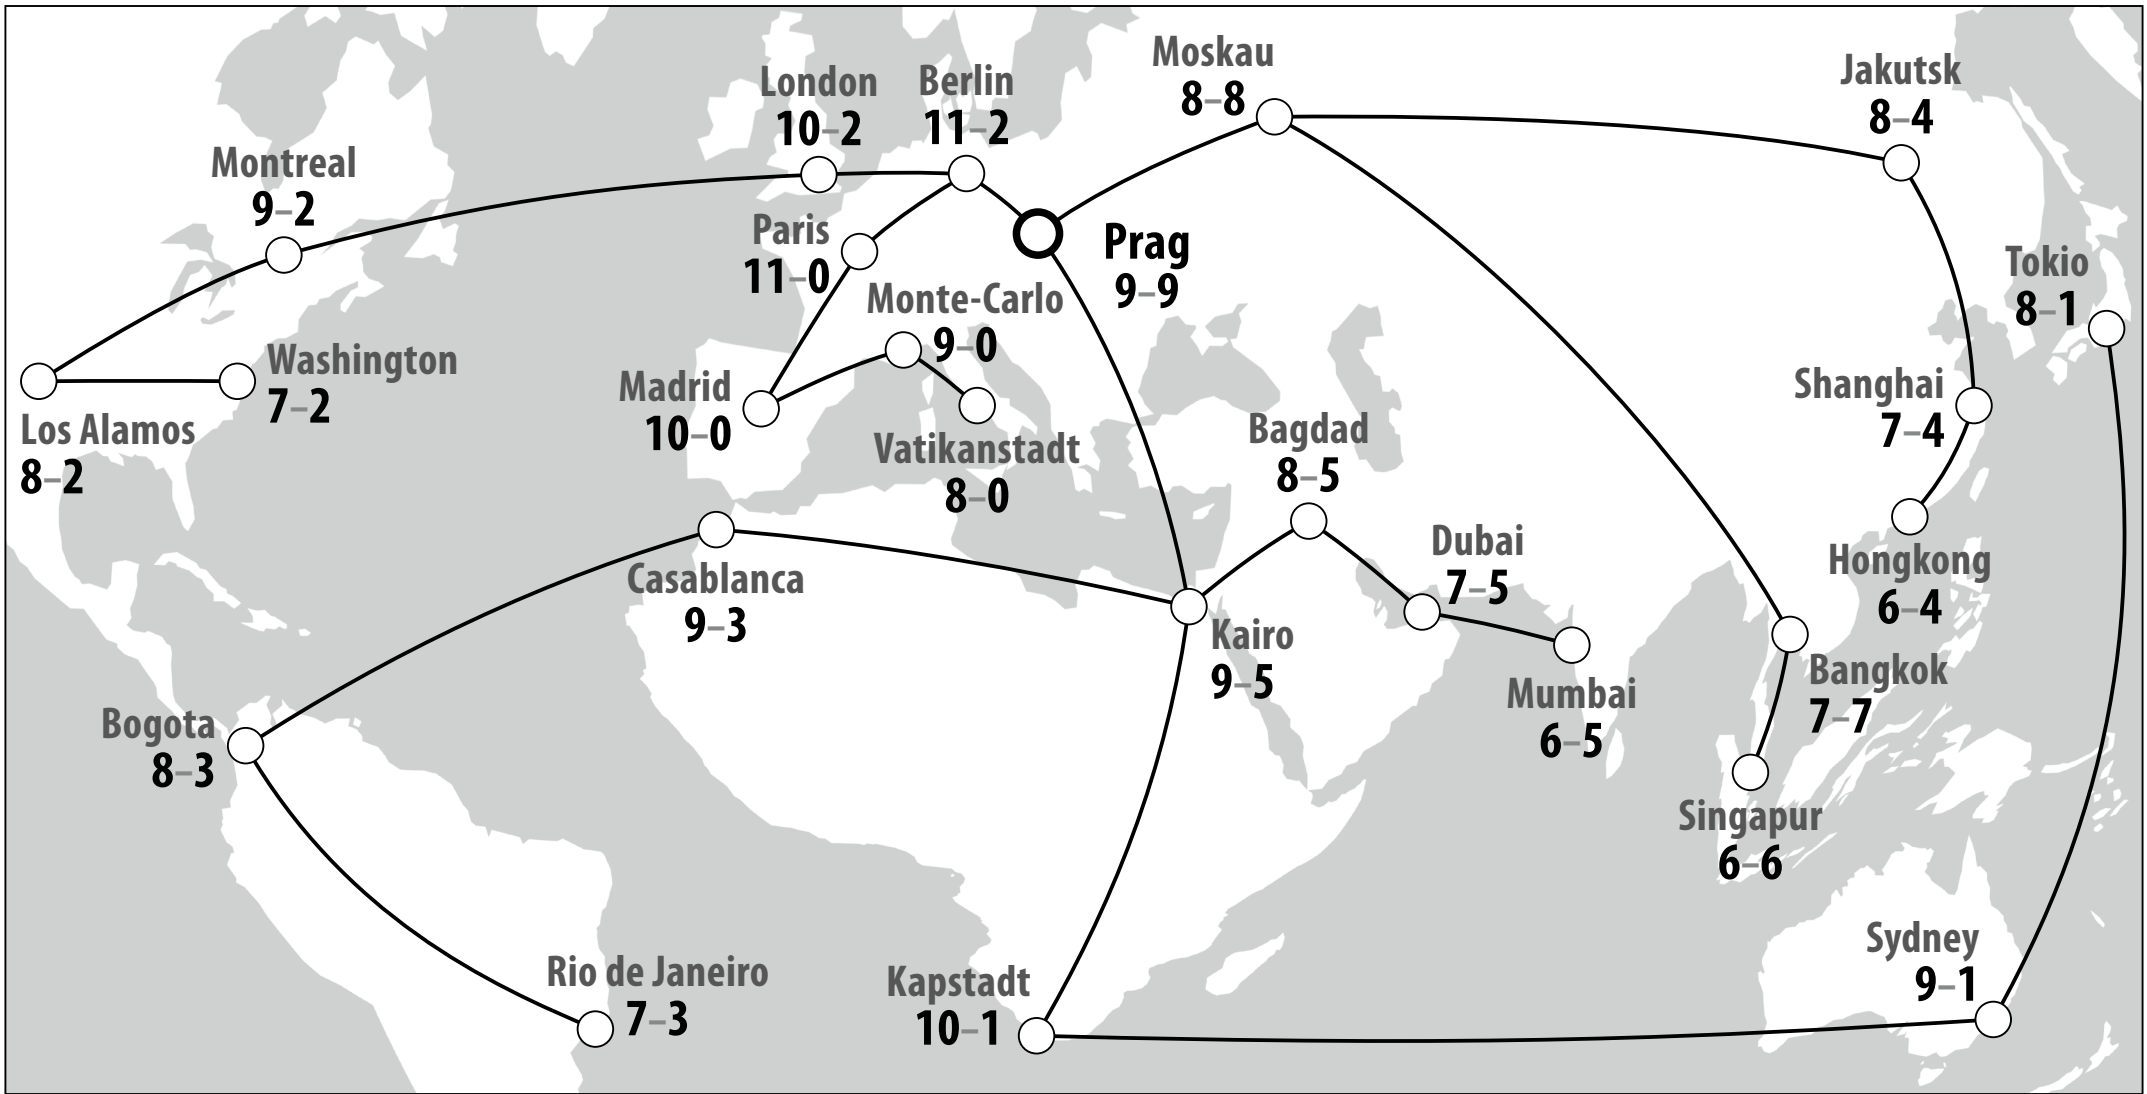 Moskau
8–8
Jakutsk
8–4
London
10–2
Berlin
11–2
Montreal
9–2
Paris
11–0
Prag
9–9
Tokio
8–1
Monte-Carlo
9–0
Washington
7–2
Madrid
10–0
Shanghai
7–4
Los Alamos
8–2
Vatikanstadt
8–0
Bagdad
8–5
Dubai
7–5
Hongkong
6–4
Casablanca
9–3
Kairo
9–5
Bangkok
7–7
Mumbai
6–5
Bogota
8–3
Singapur
6–6
Sydney
9–1
Rio de Janeiro
7–3
Kapstadt
10–1